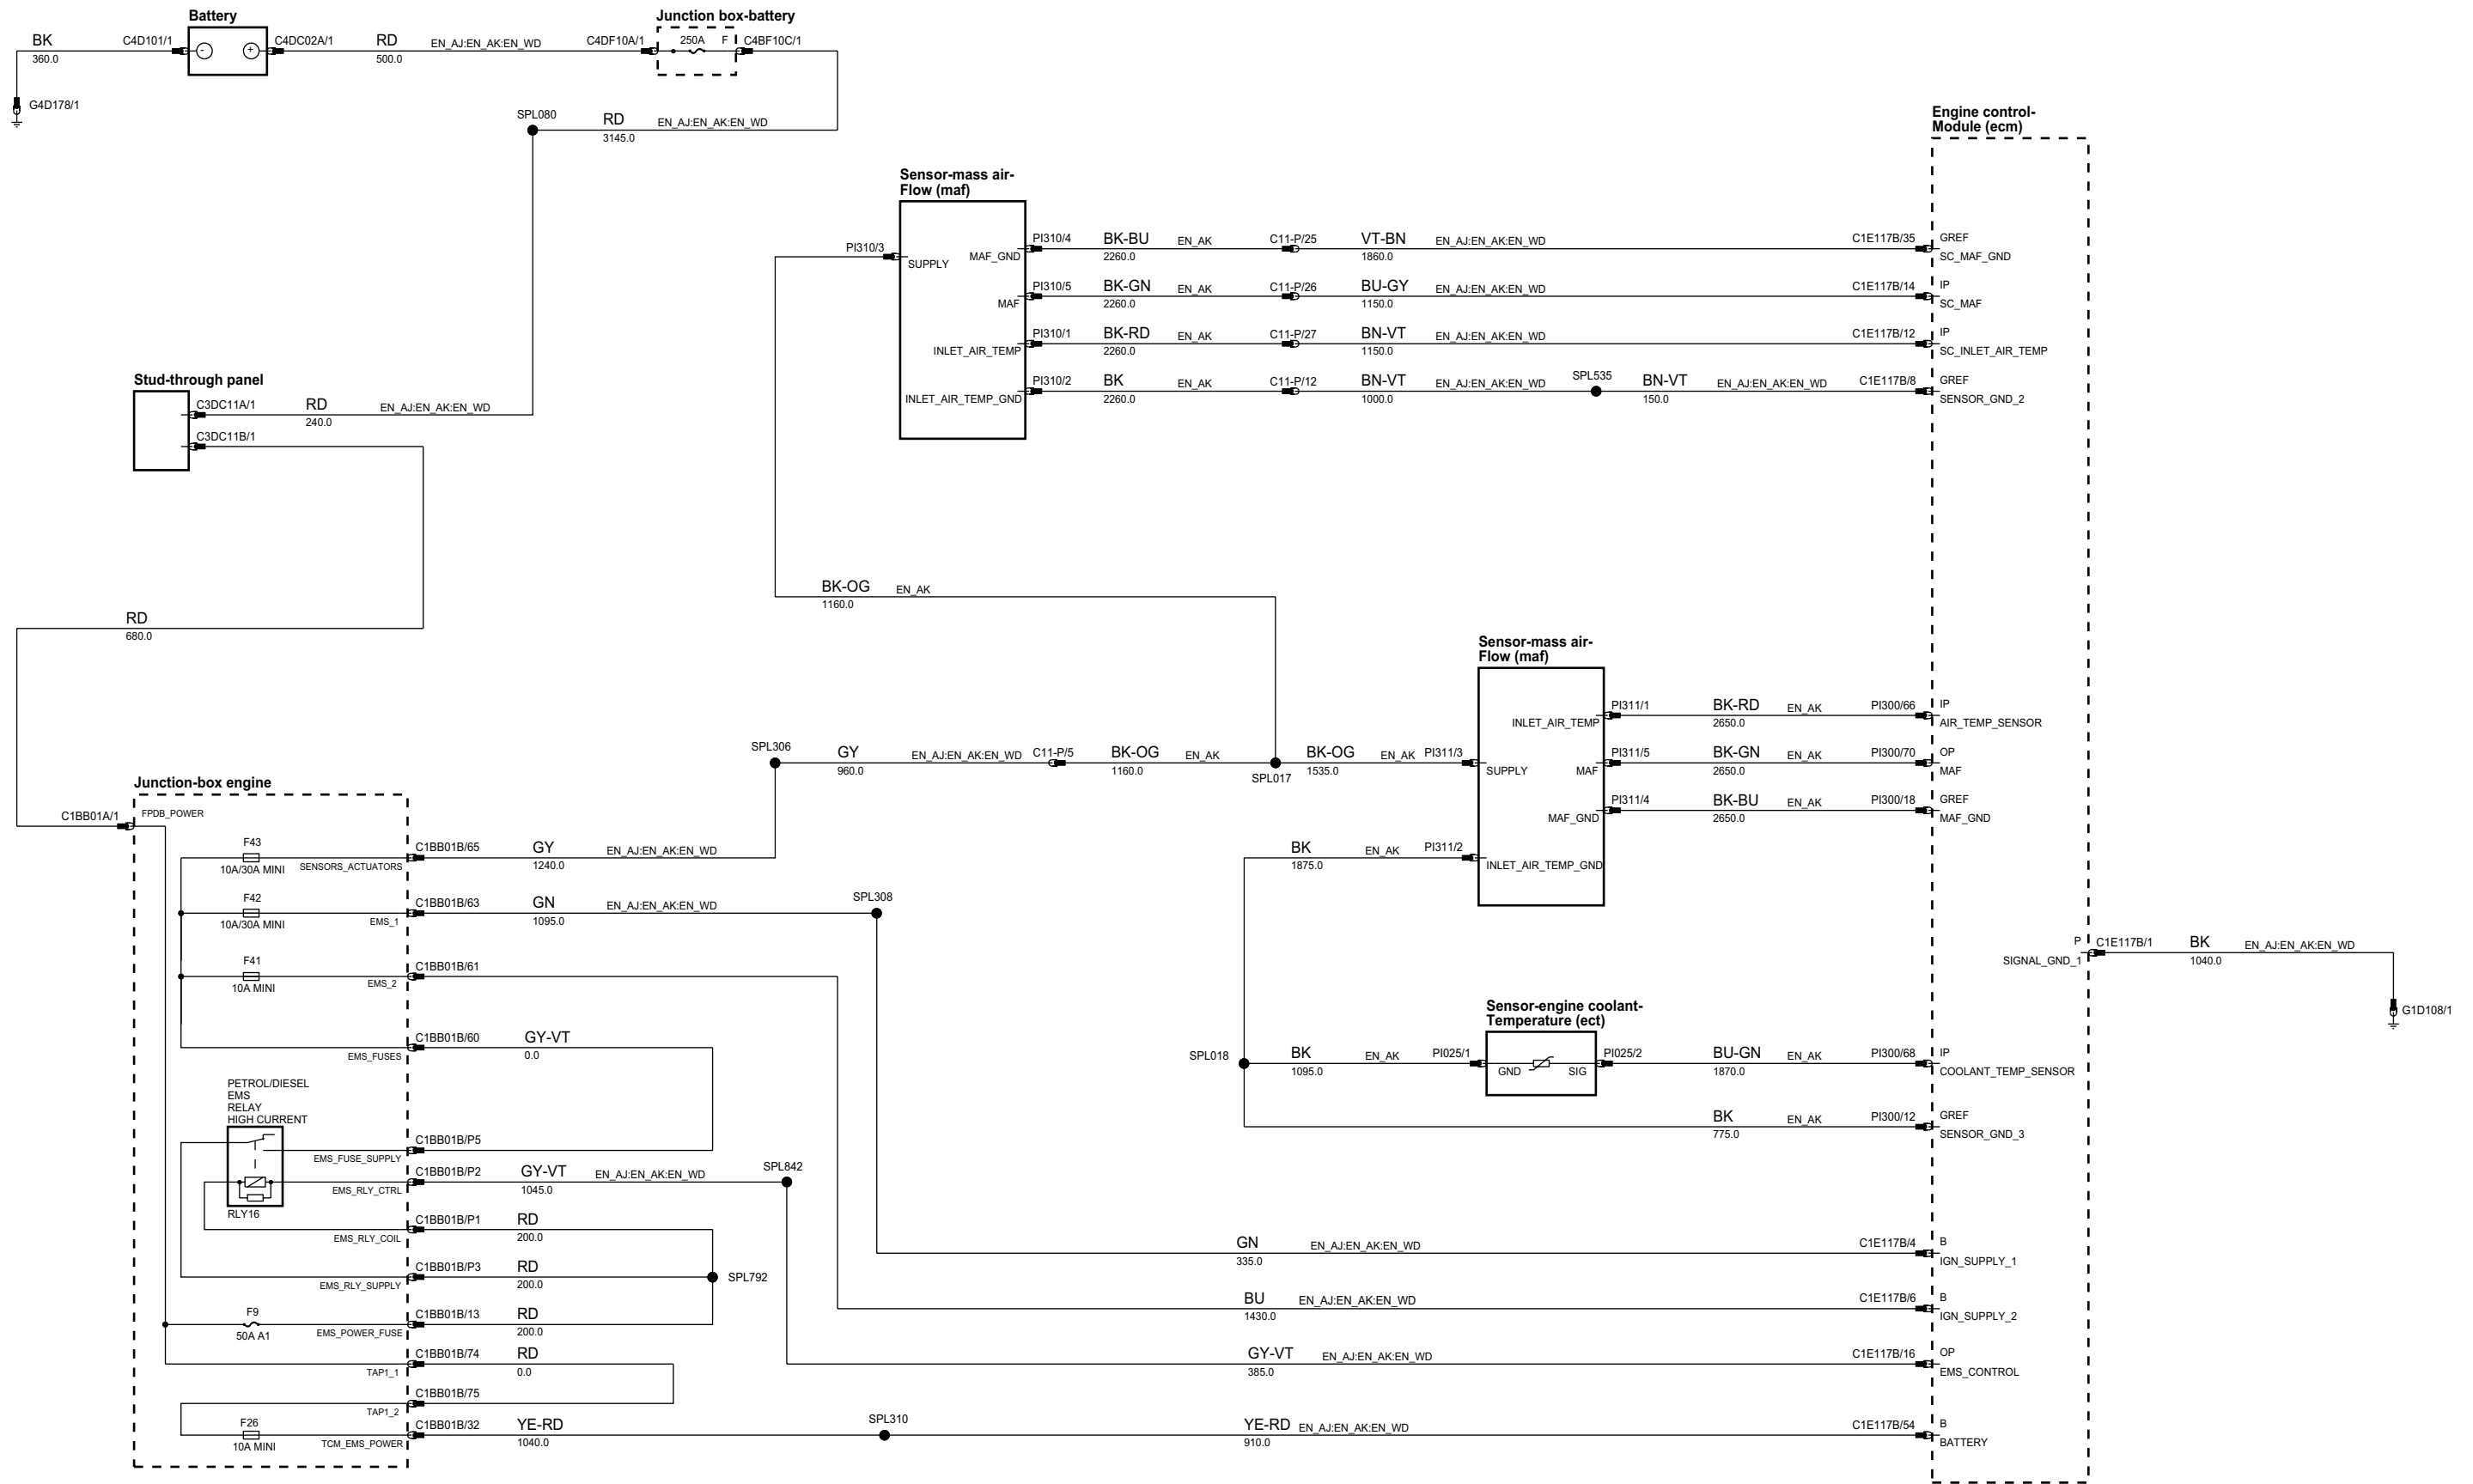 Battery
Junction box-battery
BK
360.0
C4D101/1
-
+
C4DC02A/1
RD
500.0
EN_AJ:EN_AK:EN_WD
C4DF10A/1
250A
F
C4BF10C/1
G4D178/1
SPL080
RD
3145.0
EN_AJ:EN_AK:EN_WD
Engine control-
Module (ecm)
Sensor-mass air-
Flow (maf)
PI310/3
SUPPLY
MAF_GND
PI310/4
BK-BU
2260.0
EN_AK
C11-P/25
VT-BN
1860.0
EN_AJ:EN_AK:EN_WD
C1E117B/35
GREF
SC_MAF_GND
MAF
PI310/5
BK-GN
2260.0
EN_AK
C11-P/26
BU-GY
1150.0
EN_AJ:EN_AK:EN_WD
C1E117B/14
IP
SC_MAF
INLET_AIR_TEMP
PI310/1
BK-RD
2260.0
EN_AK
C11-P/27
BN-VT
1150.0
EN_AJ:EN_AK:EN_WD
C1E117B/12
IP
SC_INLET_AIR_TEMP
INLET_AIR_TEMP_GND
PI310/2
BK
2260.0
EN_AK
C11-P/12
BN-VT
1000.0
EN_AJ:EN_AK:EN_WD
SPL535
BN-VT
150.0
EN_AJ:EN_AK:EN_WD
C1E117B/8
GREF
SENSOR_GND_2
Stud-through panel
C3DC11A/1
RD
240.0
EN_AJ:EN_AK:EN_WD
C3DC11B/1
BK-OG
1160.0
EN_AK
RD
680.0
Sensor-mass air-
Flow (maf)
INLET_AIR_TEMP
PI311/1
BK-RD
2650.0
EN_AK
PI300/66
IP
AIR_TEMP_SENSOR
SPL306
GY
960.0
EN_AJ:EN_AK:EN_WD
C11-P/5
BK-OG
1160.0
EN_AK
SPL017
BK-OG
1535.0
EN_AK
PI311/3
SUPPLY
MAF
PI311/5
BK-GN
2650.0
EN_AK
PI300/70
OP
MAF
MAF_GND
PI311/4
BK-BU
2650.0
EN_AK
PI300/18
GREF
MAF_GND
BK
1875.0
EN_AK
PI311/2
INLET_AIR_TEMP_GND
Junction-box engine
C1BB01A/1
FPDB_POWER
F43
10A/30A MINI
SENSORS_ACTUATORS
C1BB01B/65
GY
1240.0
EN_AJ:EN_AK:EN_WD
F42
10A/30A MINI
EMS_1
C1BB01B/63
GN
1095.0
EN_AJ:EN_AK:EN_WD
SPL308
F41
10A MINI
EMS_2
C1BB01B/61
P
SIGNAL_GND_1
C1E117B/1
BK
1040.0
EN_AJ:EN_AK:EN_WD
G1D108/1
EMS_FUSES
C1BB01B/60
GY-VT
0.0
Sensor-engine coolant-
Temperature (ect)
SPL018
BK
1095.0
EN_AK
PI025/1
GND
SIG
PI025/2
BU-GN
1870.0
EN_AK
PI300/68
IP
COOLANT_TEMP_SENSOR
BK
775.0
EN_AK
PI300/12
GREF
SENSOR_GND_3
PETROL/DIESEL
EMS
RELAY
HIGH CURRENT
RLY16
EMS_FUSE_SUPPLY
C1BB01B/P5
EMS_RLY_CTRL
C1BB01B/P2
GY-VT
1045.0
EN_AJ:EN_AK:EN_WD
SPL842
EMS_RLY_COIL
C1BB01B/P1
RD
200.0
GN
335.0
EN_AJ:EN_AK:EN_WD
C1E117B/4
B
IGN_SUPPLY_1
EMS_RLY_SUPPLY
C1BB01B/P3
RD
200.0
SPL792
BU
1430.0
EN_AJ:EN_AK:EN_WD
C1E117B/6
B
IGN_SUPPLY_2
F9
50A A1
EMS_POWER_FUSE
C1BB01B/13
RD
200.0
TAP1_1
C1BB01B/74
RD
0.0
GY-VT
385.0
EN_AJ:EN_AK:EN_WD
C1E117B/16
OP
EMS_CONTROL
TAP1_2
C1BB01B/75
F26
10A MINI
TCM_EMS_POWER
C1BB01B/32
YE-RD
1040.0
SPL310
YE-RD
910.0
EN_AJ:EN_AK:EN_WD
C1E117B/54
B
BATTERY